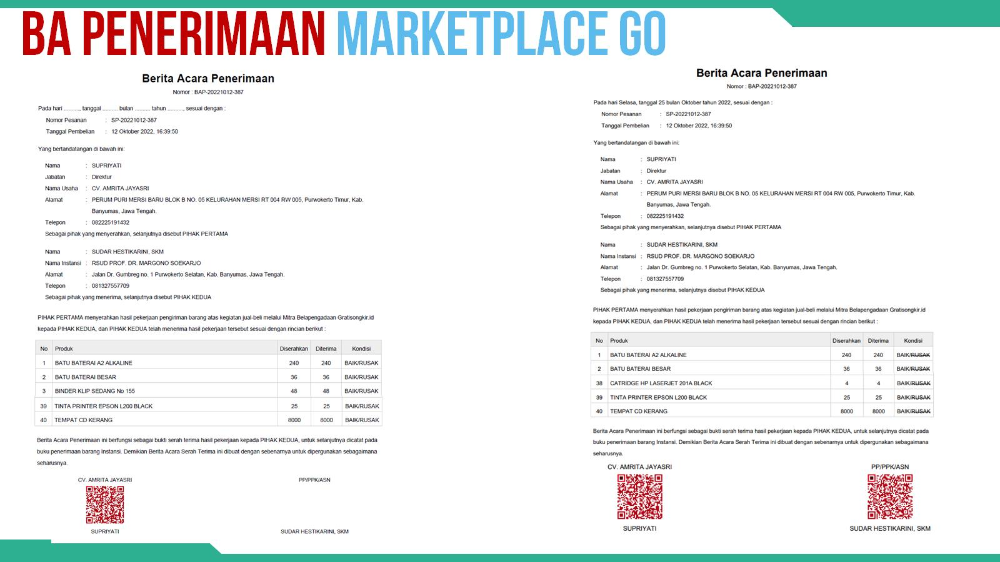 BA PENERIMAAN MARKETPLACE GO
Berita Acara Penerimaan
Nomor : BAP-20221012-387
Pada hari .........., tanggal .......... bulan .......... tahun .........., sesuai dengan :
Nomor Pesanan : SP-20221012-387
Tanggal Pembelian : 12 Oktober 2022, 16:39:50
Yang bertandatangan di bawah ini:
Nama : SUPRIYATI
Jabatan : Direktur
Nama Usaha : CV. AMRITA JAYASRI
Alamat : PERUM PURI MERSI BARU BLOK B NO. 05 KELURAHAN MERSI RT 004 RW 005, Purwokerto Timur, Kab.
Banyumas, Jawa Tengah.
Telepon : 082225191432
Sebagai pihak yang menyerahkan, selanjutnya disebut PIHAK PERTAMA
Nama : SUDAR HESTIKARINI, SKM
Nama Instansi : RSUD PROF. DR. MARGONO SOEKARJO
Alamat : Jalan Dr. Gumbreg no. 1 Purwokerto Selatan, Kab. Banyumas, Jawa Tengah.
Telepon : 081327557709
Sebagai pihak yang menerima, selanjutnya disebut PIHAK KEDUA
PIHAK PERTAMA menyerahkan hasil pekerjaan pengiriman barang atas kegiatan jual-beli melalui Mitra Belapengadaan Gratisongkir.id
kepada PIHAK KEDUA, dan PIHAK KEDUA telah menerima hasil pekerjaan tersebut sesuai dengan rincian berikut :
No Produk Diserahkan Diterima Kondisi
1 BATU BATERAI A2 ALKALINE 240 240 BAIK/RUSAK
2 BATU BATERAI BESAR 36 36 BAIK/RUSAK
3 BINDER KLIP SEDANG No 155 48 48 BAIK/RUSAK
39 TINTA PRINTER EPSON L200 BLACK 25 25 BAIK/RUSAK
40 TEMPAT CD KERANG 8000 8000 BAIK/RUSAK
Berita Acara Penerimaan ini berfungsi sebagai bukti serah terima hasil pekerjaan kepada PIHAK KEDUA, untuk selanjutnya dicatat pada
buku penerimaan barang Instansi. Demikian Berita Acara Serah Terima ini dibuat dengan sebenarnya untuk dipergunakan sebagaimana
seharusnya.
CV. AMRITA JAYASRI PP/PPK/ASN
SUPRIYATI SUDAR HESTIKARINI, SKM
Berita Acara Penerimaan
Nomor : BAP-20221012-387
Pada hari Selasa, tanggal 25 bulan Oktober tahun 2022, sesuai dengan :
Nomor Pesanan : SP-20221012-387
Tanggal Pembelian : 12 Oktober 2022, 16:39:50
Yang bertandatangan di bawah ini:
Nama : SUPRIYATI
Jabatan : Direktur
Nama Usaha : CV. AMRITA JAYASRI
Alamat : PERUM PURI MERSI BARU BLOK B NO. 05 KELURAHAN MERSI RT 004 RW 005, Purwokerto Timur, Kab.
Banyumas, Jawa Tengah.
Telepon : 082225191432
Sebagai pihak yang menyerahkan, selanjutnya disebut PIHAK PERTAMA
Nama : SUDAR HESTIKARINI, SKM
Nama Instansi : RSUD PROF. DR. MARGONO SOEKARJO
Alamat : Jalan Dr. Gumbreg no. 1 Purwokerto Selatan, Kab. Banyumas, Jawa Tengah.
Telepon : 081327557709
Sebagai pihak yang menerima, selanjutnya disebut PIHAK KEDUA
PIHAK PERTAMA menyerahkan hasil pekerjaan pengiriman barang atas kegiatan jual-beli melalui Mitra Belapengadaan Gratisongkir.id
kepada PIHAK KEDUA, dan PIHAK KEDUA telah menerima hasil pekerjaan tersebut sesuai dengan rincian berikut :
No Produk Diserahkan Diterima Kondisi
1 BATU BATERAI A2 ALKALINE 240 240 BAIK/RUSAK
2 BATU BATERAI BESAR 36 36 BAIK/RUSAK
38 CATRIDGE HP LASERJET 201A BLACK 4 4 BAIK/RUSAK
39 TINTA PRINTER EPSON L200 BLACK 25 25 BAIK/RUSAK
40 TEMPAT CD KERANG 8000 8000 BAIK/RUSAK
Berita Acara Penerimaan ini berfungsi sebagai bukti serah terima hasil pekerjaan kepada PIHAK KEDUA, untuk selanjutnya dicatat pada
buku penerimaan barang Instansi. Demikian Berita Acara Serah Terima ini dibuat dengan sebenarnya untuk dipergunakan sebagaimana
seharusnya.
CV. AMRITA JAYASRI PP/PPK/ASN
SUPRIYATI SUDAR HESTIKARINI, SKM